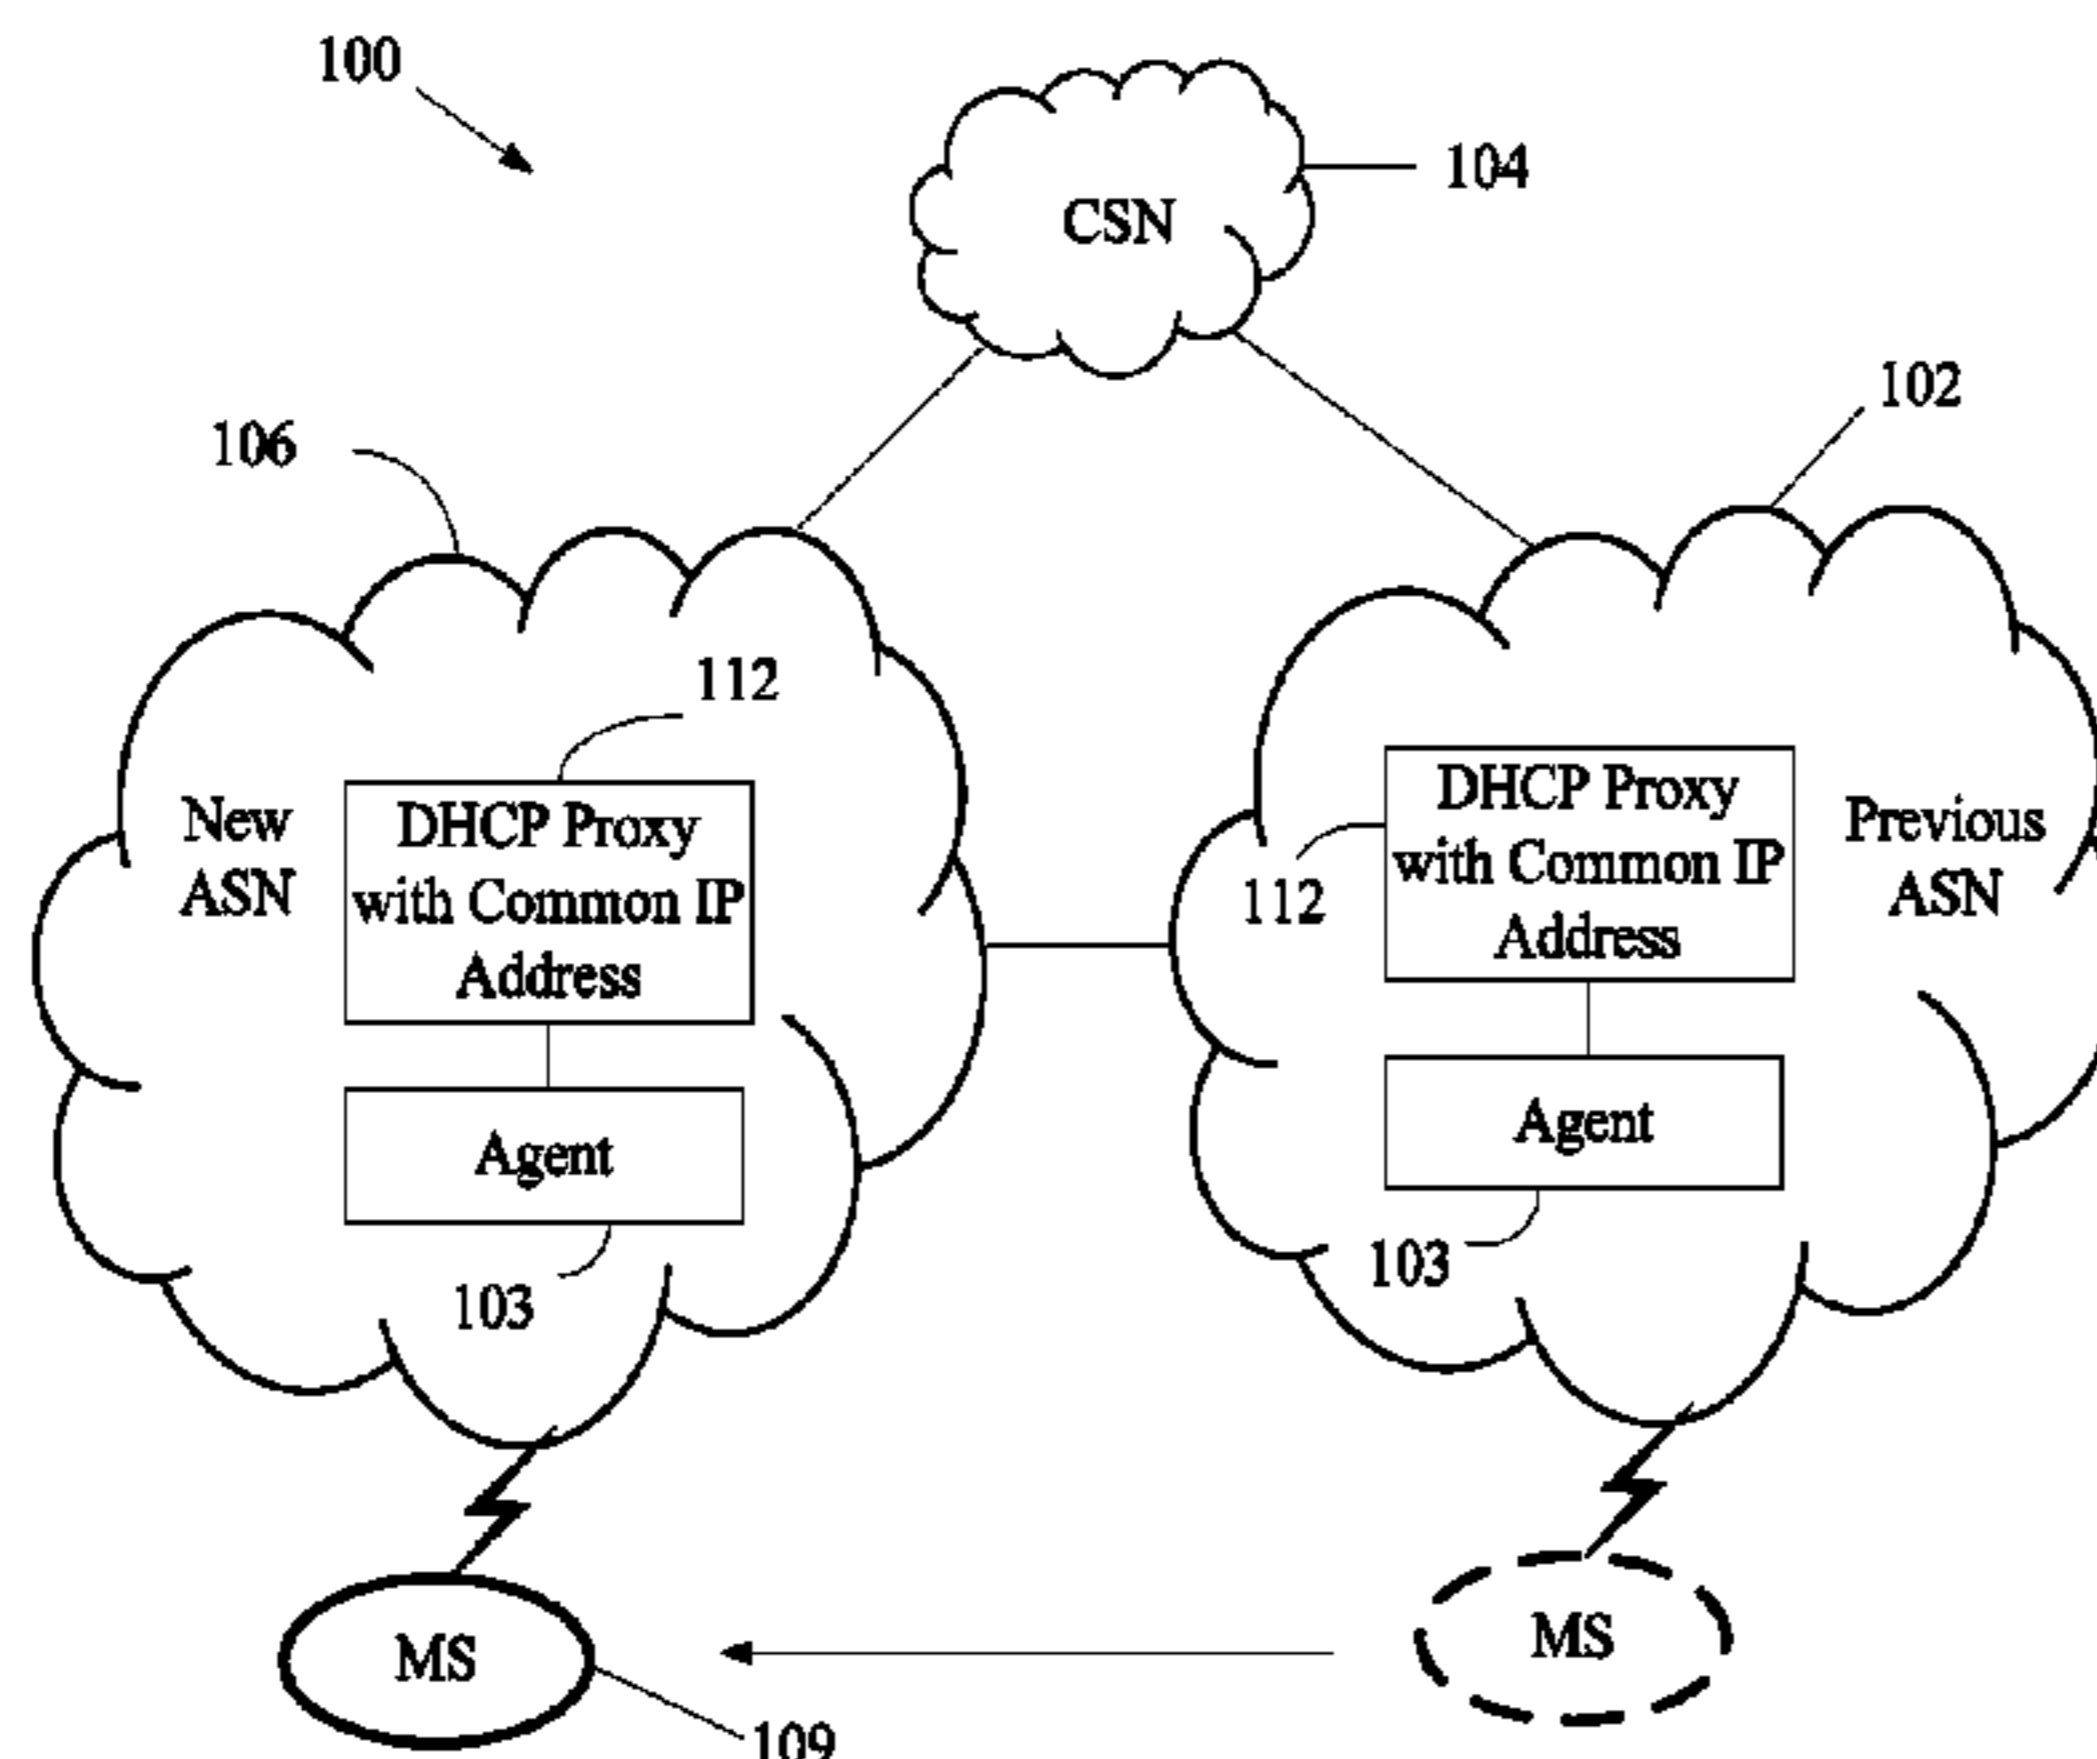 100
104
CSN
102
106
112
New
ASN
DHCP Proxy
with Common IP
Address
DHCP Proxy
with Common IP
Address
Previous
ASN
112
Agent
Agent
103
103
MS
MS
109